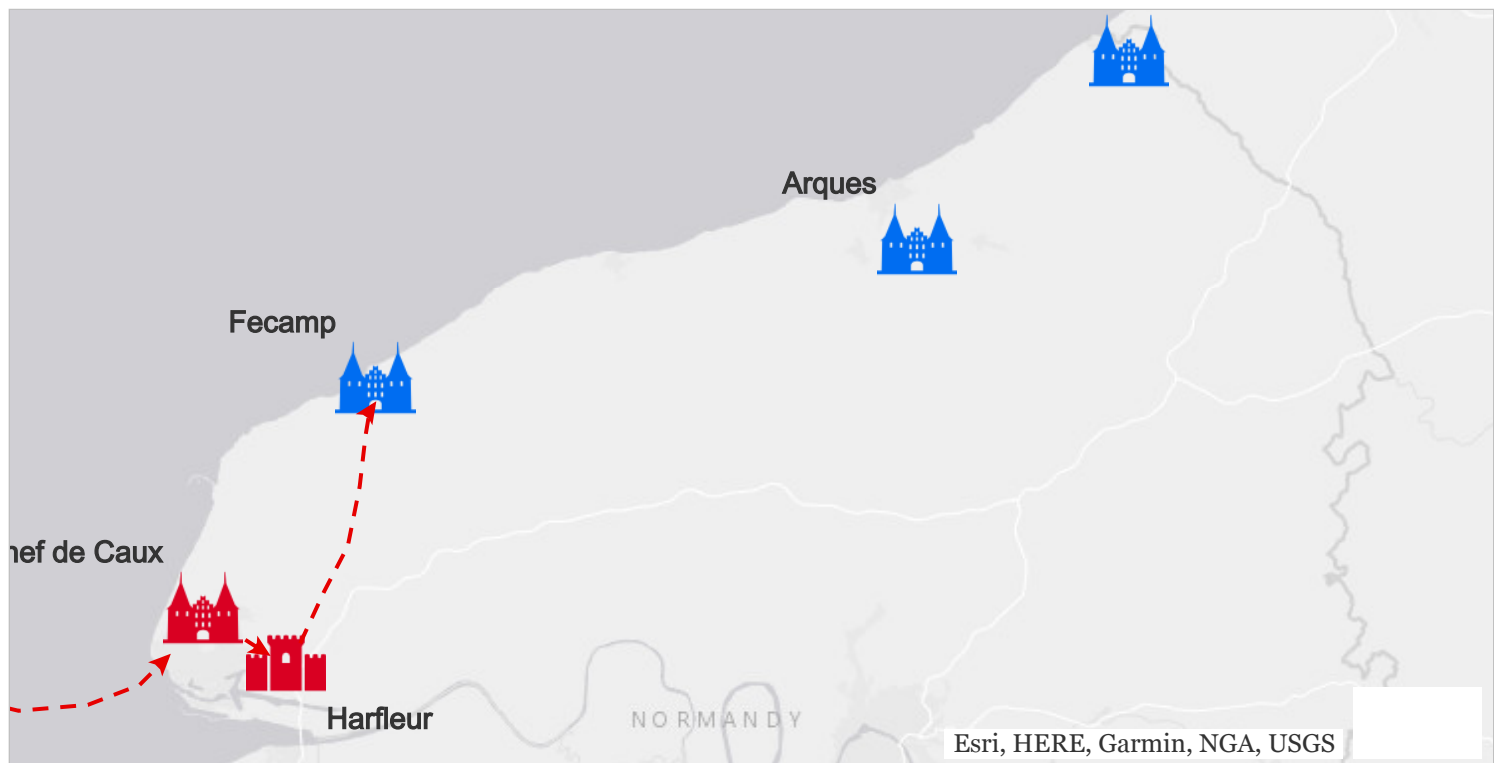 Arques
Fecamp
hef de Caux
Harfleur
NORMANDY
Esri, HERE, Garmin, NGA, USGS